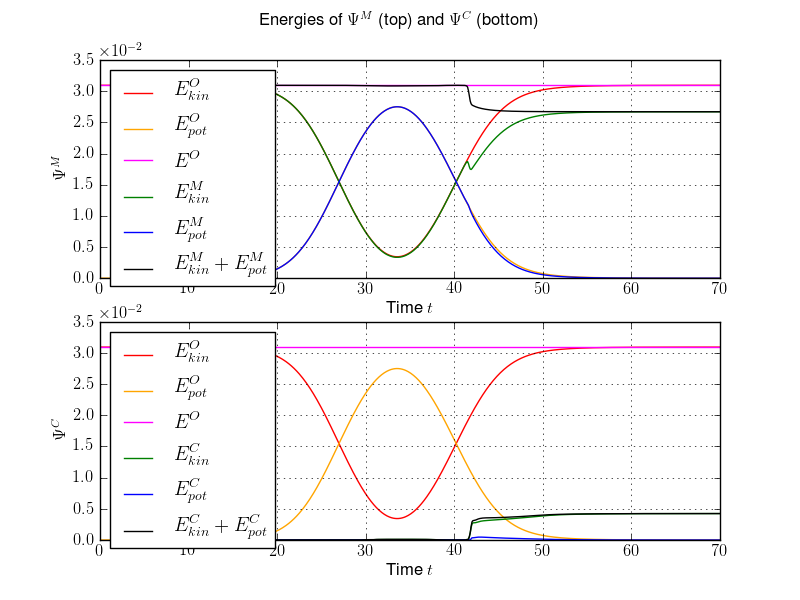 Energies of Ψ^M (top) and Ψ^C (bottom)
×10^−2
3.5
3.0
2.5
2.0
1.5
1.0
0.5
0.0
Ψ^M
E^O_kin
E^O_pot
E^O
E^M_kin
E^M_pot
E^M_kin + E^M_pot
0 10 20 30 40 50 60 70
Time t
×10^−2
3.5
3.0
2.5
2.0
1.5
1.0
0.5
0.0
Ψ^C
E^O_kin
E^O_pot
E^O
E^C_kin
E^C_pot
E^C_kin + E^C_pot
0 10 20 30 40 50 60 70
Time t